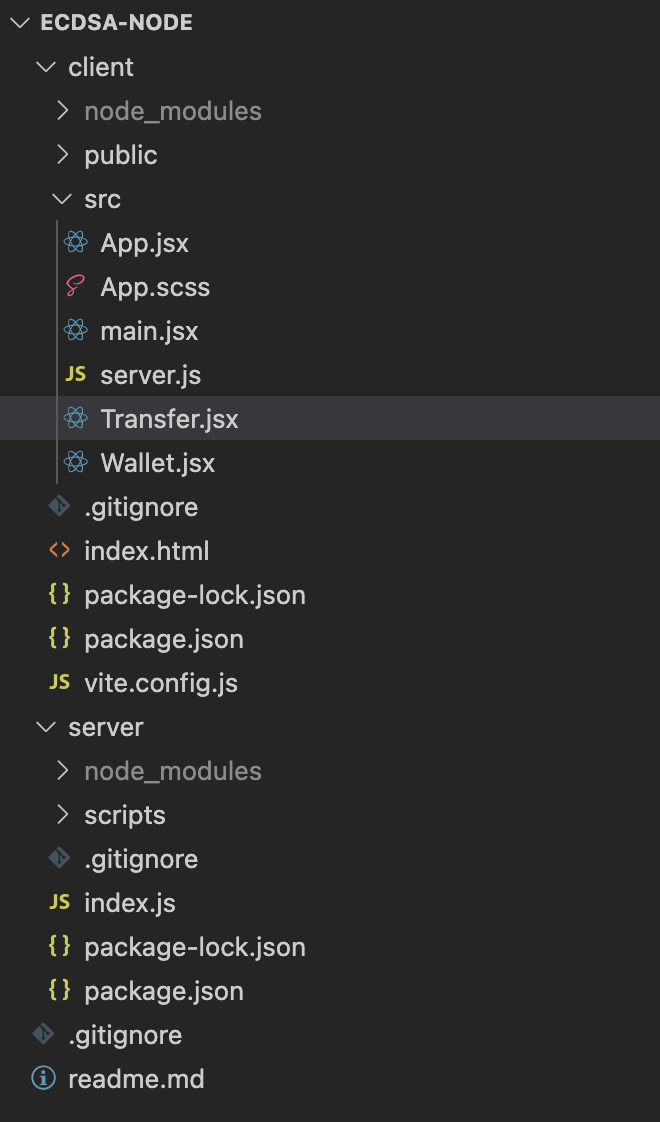 ECDSA-NODE
client
node_modules
public
src
App.jsx
App.scss
main.jsx
JS server.js
Transfer.jsx
Wallet.jsx
.gitignore
<> index.html
{} package-lock.json
{} package.json
JS vite.config.js
server
node_modules
scripts
.gitignore
JS index.js
{} package-lock.json
{} package.json
.gitignore
readme.md